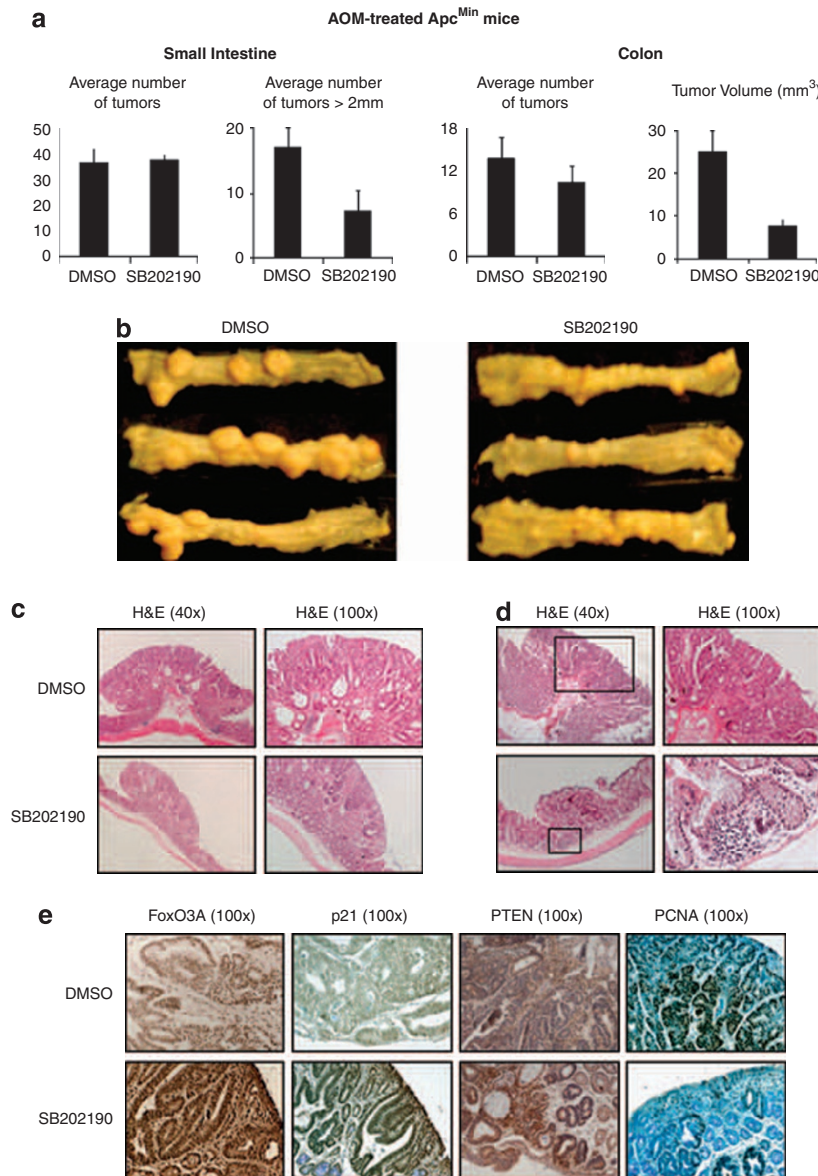 a
AOM-treated Apc^Min mice
Small Intestine
Colon
Average number
of tumors
Average number
of tumors > 2mm
Average number
of tumors
Tumor Volume (mm³)
50
40
30
20
10
0
DMSO SB202190
20
10
0
DMSO SB202190
18
12
6
0
DMSO SB202190
30
20
10
0
DMSO SB202190
b
DMSO
SB202190
c
H&E (40x)
H&E (100x)
DMSO
SB202190
d
H&E (40x)
H&E (100x)
e
FoxO3A (100x)
p21 (100x)
PTEN (100x)
PCNA (100x)
DMSO
SB202190